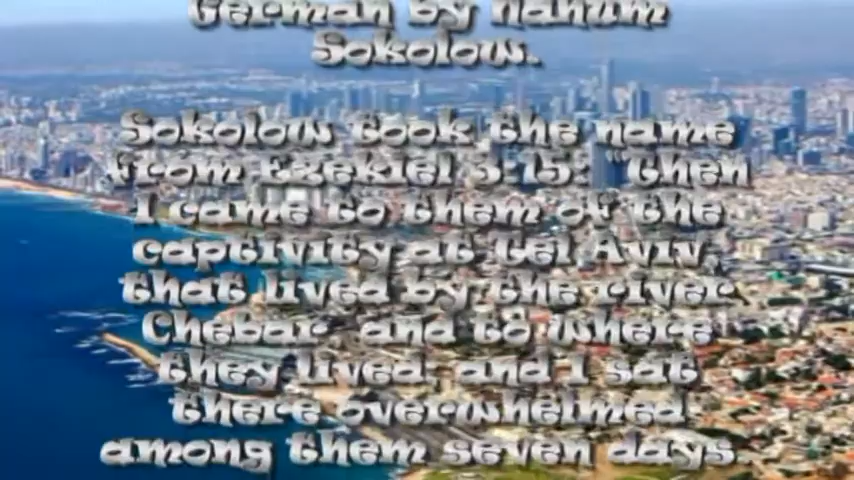 German by Nahum
Sokolow.
Sokolow took the name
from Ezekiel 3:15: "Then
I came to them of the
captivity at Tel Aviv,
that lived by the river
Chebar, and to where
they lived; and I sat
there overwhelmed
among them seven days.